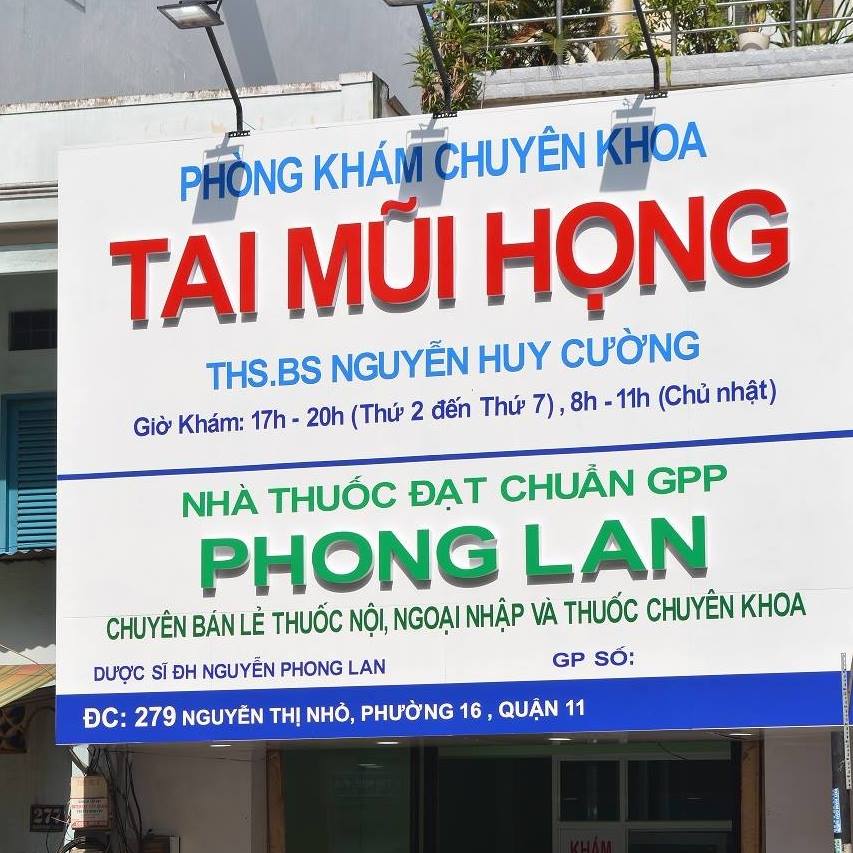 PHÒNG KHÁM CHUYÊN KHOA
TAI MŨI HỌNG
THS.BS NGUYỄN HUY CƯỜNG
Giờ Khám: 17h - 20h (Thứ 2 đến Thứ 7) , 8h - 11h (Chủ nhật)
NHÀ THUỐC ĐẠT CHUẨN GPP
PHONG LAN
CHUYÊN BÁN LẺ THUỐC NỘI, NGOẠI NHẬP VÀ THUỐC CHUYÊN KHOA
DƯỢC SĨ ĐH NGUYỄN PHONG LAN GP SỐ:
ĐC: 279 NGUYỄN THỊ NHỎ, PHƯỜNG 16 , QUẬN 11
277
KHÁM